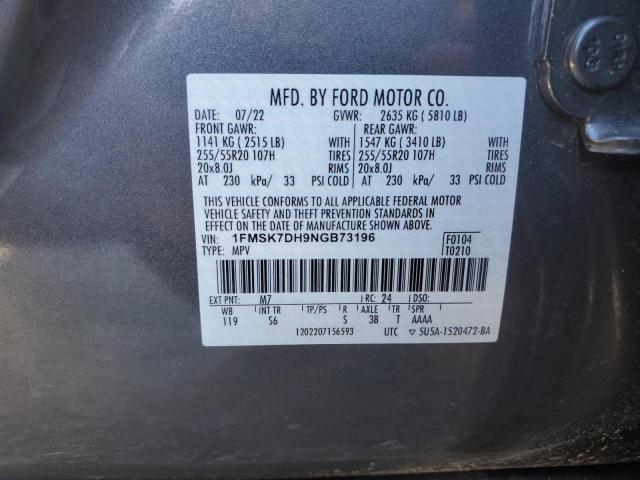 MFD. BY FORD MOTOR CO.
DATE: 07/22 GVWR: 2635 KG ( 5810 LB)
FRONT GAWR: REAR GAWR:
1141 KG ( 2515 LB) WITH 1547 KG ( 3410 LB) WITH
255/55R20 107H TIRES 255/55R20 107H TIRES
20x8.0J RIMS 20x8.0J RIMS
AT 230 kPa/ 33 PSI COLD AT 230 kPa/ 33 PSI COLD
THIS VEHICLE CONFORMS TO ALL APPLICABLE FEDERAL MOTOR
VEHICLE SAFETY AND THEFT PREVENTION STANDARDS IN
EFFECT ON THE DATE OF MANUFACTURE SHOWN ABOVE.
VIN: 1FMSK7DH9NGB73196 F0104
TYPE: MPV T0210
EXT PNT: M7 RC: 24 DSO:
WB INT TR TP/PS R AXLE TR SPR
119 S6 S 3B T AAAA
1202207156593 UTC ▽ 5U5A-1520472-BA